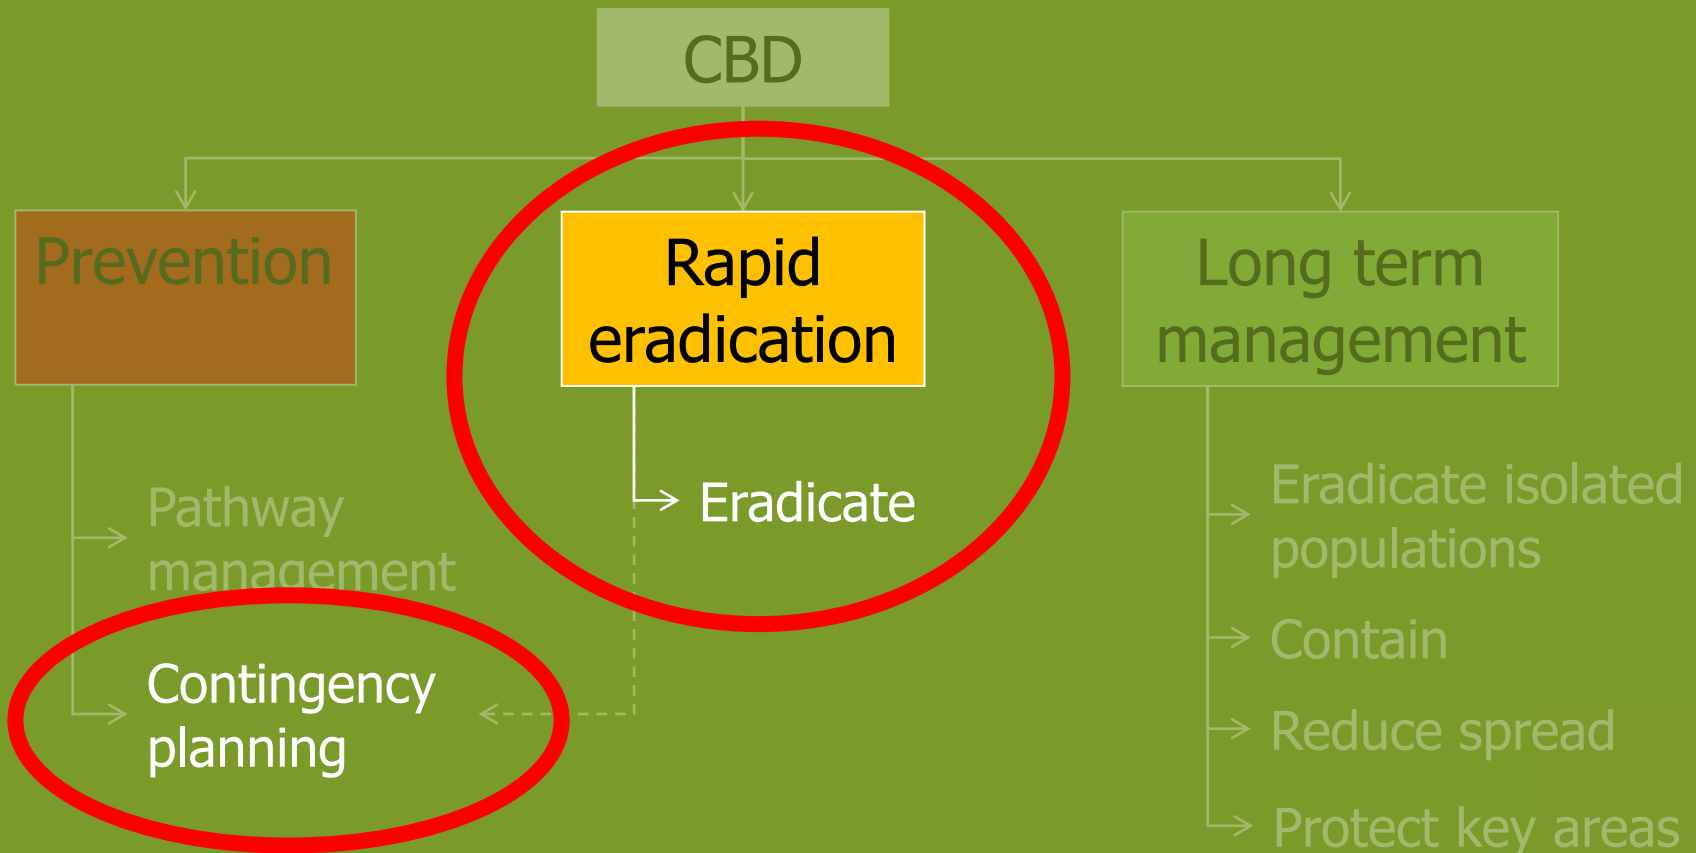 CBD
Prevention
Rapid
eradication
Long term
management
Pathway
management
Contingency
planning
Eradicate
Eradicate isolated
populations
Contain
Reduce spread
Protect key areas